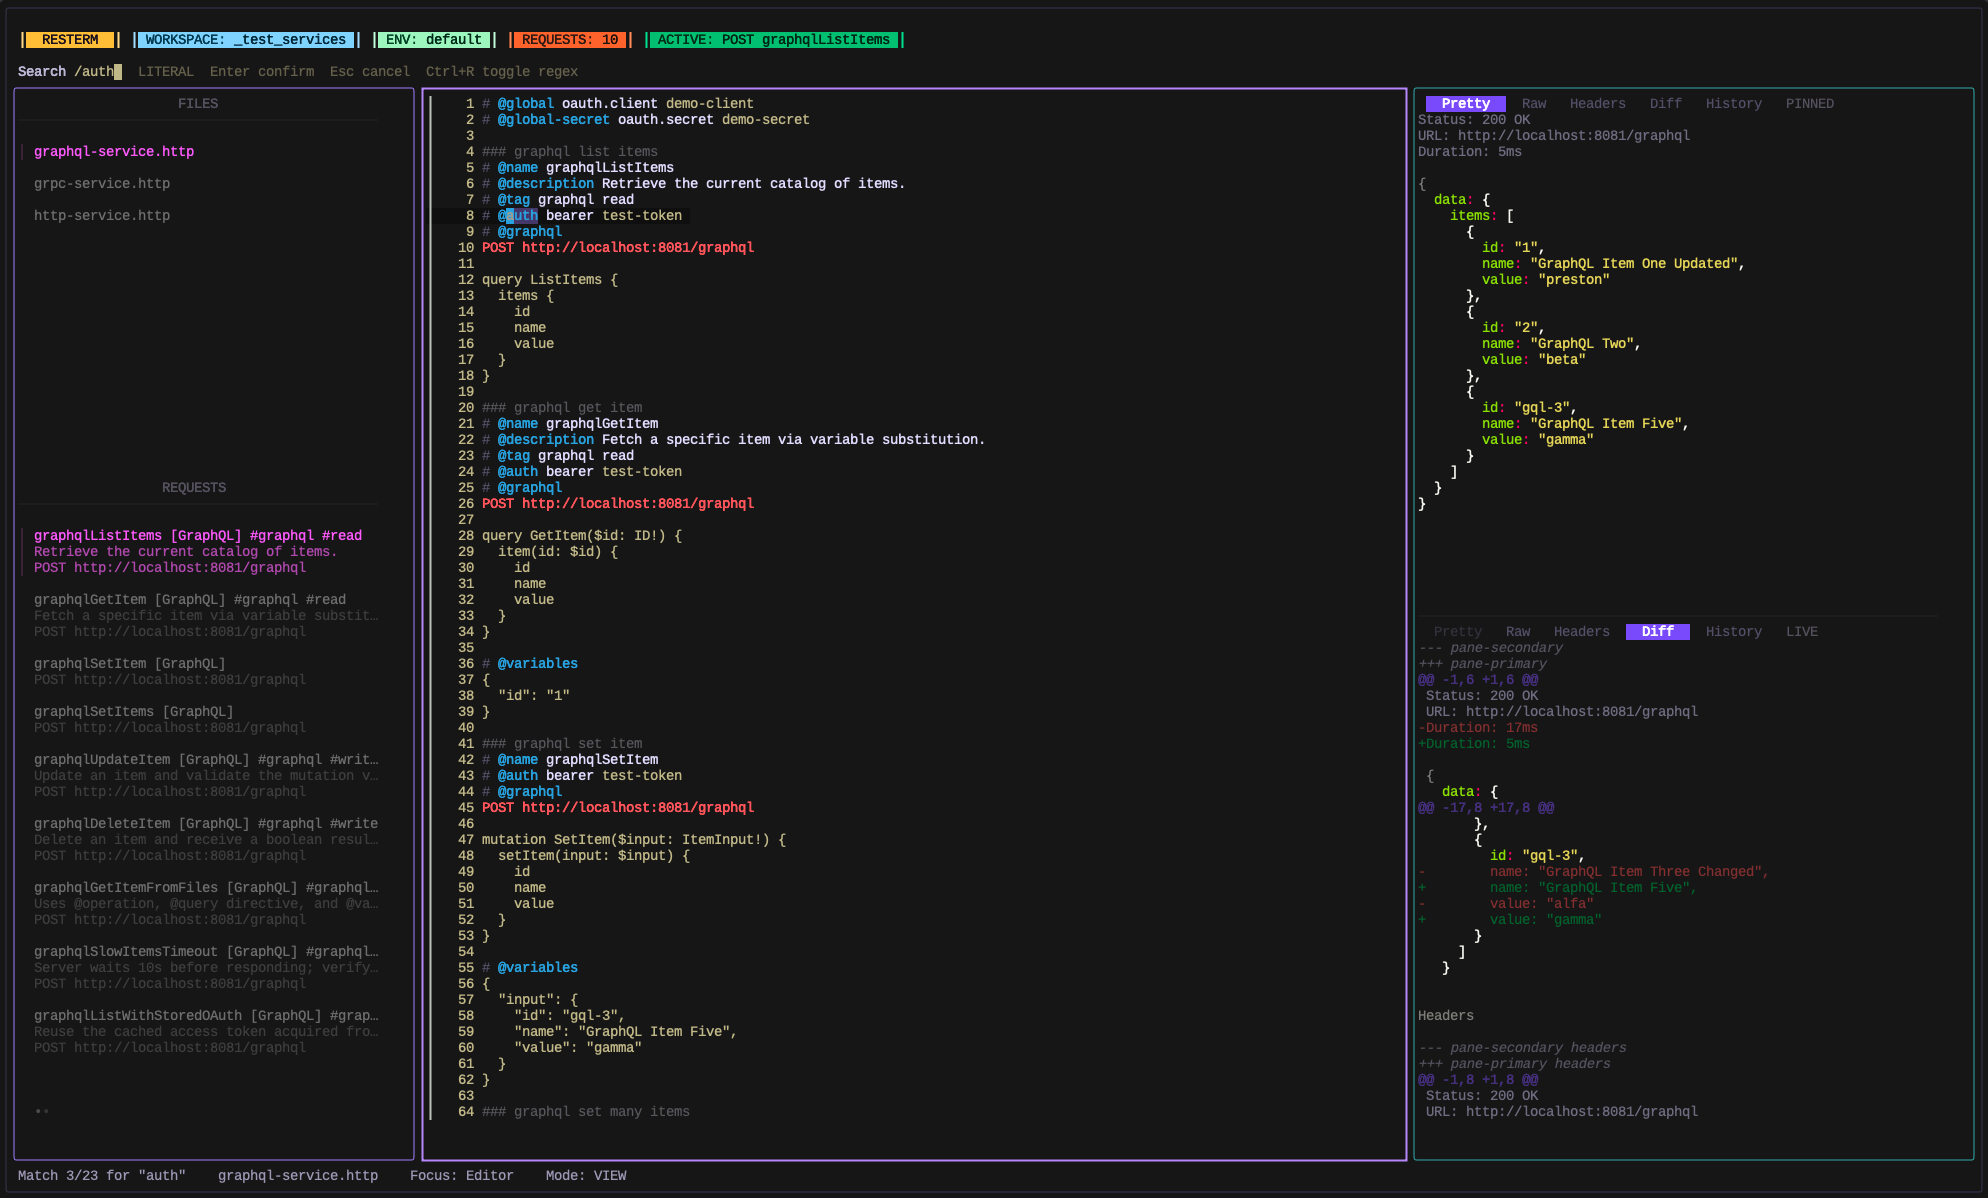 RESTERM WORKSPACE: _test_services ENV: default REQUESTS: 10 ACTIVE: POST graphqlListItems
Search /auth LITERAL Enter confirm Esc cancel Ctrl+R toggle regex
FILES
graphql-service.http
grpc-service.http
http-service.http
REQUESTS
graphqlListItems [GraphQL] #graphql #read
Retrieve the current catalog of items.
POST http://localhost:8081/graphql
graphqlGetItem [GraphQL] #graphql #read
Fetch a specific item via variable substit…
POST http://localhost:8081/graphql
graphqlSetItem [GraphQL]
POST http://localhost:8081/graphql
graphqlSetItems [GraphQL]
POST http://localhost:8081/graphql
graphqlUpdateItem [GraphQL] #graphql #writ…
Update an item and validate the mutation v…
POST http://localhost:8081/graphql
graphqlDeleteItem [GraphQL] #graphql #write
Delete an item and receive a boolean resul…
POST http://localhost:8081/graphql
graphqlGetItemFromFiles [GraphQL] #graphql…
Uses @operation, @query directive, and @va…
POST http://localhost:8081/graphql
graphqlSlowItemsTimeout [GraphQL] #graphql…
Server waits 10s before responding; verify…
POST http://localhost:8081/graphql
graphqlListWithStoredOAuth [GraphQL] #grap…
Reuse the cached access token acquired fro…
POST http://localhost:8081/graphql
••
1 # @global oauth.client demo-client
2 # @global-secret oauth.secret demo-secret
3
4 ### graphql list items
5 # @name graphqlListItems
6 # @description Retrieve the current catalog of items.
7 # @tag graphql read
8 # @auth bearer test-token
9 # @graphql
10 POST http://localhost:8081/graphql
11
12 query ListItems {
13   items {
14     id
15     name
16     value
17   }
18 }
19
20 ### graphql get item
21 # @name graphqlGetItem
22 # @description Fetch a specific item via variable substitution.
23 # @tag graphql read
24 # @auth bearer test-token
25 # @graphql
26 POST http://localhost:8081/graphql
27
28 query GetItem($id: ID!) {
29   item(id: $id) {
30     id
31     name
32     value
33   }
34 }
35
36 # @variables
37 {
38   "id": "1"
39 }
40
41 ### graphql set item
42 # @name graphqlSetItem
43 # @auth bearer test-token
44 # @graphql
45 POST http://localhost:8081/graphql
46
47 mutation SetItem($input: ItemInput!) {
48   setItem(input: $input) {
49     id
50     name
51     value
52   }
53 }
54
55 # @variables
56 {
57   "input": {
58     "id": "gql-3",
59     "name": "GraphQL Item Five",
60     "value": "gamma"
61   }
62 }
63
64 ### graphql set many items
Pretty Raw Headers Diff History PINNED
Status: 200 OK
URL: http://localhost:8081/graphql
Duration: 5ms
{
  data: {
    items: [
      {
        id: "1",
        name: "GraphQL Item One Updated",
        value: "preston"
      },
      {
        id: "2",
        name: "GraphQL Two",
        value: "beta"
      },
      {
        id: "gql-3",
        name: "GraphQL Item Five",
        value: "gamma"
      }
    ]
  }
}
Pretty Raw Headers Diff History LIVE
--- pane-secondary
+++ pane-primary
@@ -1,6 +1,6 @@
 Status: 200 OK
 URL: http://localhost:8081/graphql
-Duration: 17ms
+Duration: 5ms
 {
   data: {
@@ -17,8 +17,8 @@
       },
       {
         id: "gql-3",
-        name: "GraphQL Item Three Changed",
+        name: "GraphQL Item Five",
-        value: "alfa"
+        value: "gamma"
       }
     ]
   }
Headers
--- pane-secondary headers
+++ pane-primary headers
@@ -1,8 +1,8 @@
 Status: 200 OK
 URL: http://localhost:8081/graphql
Match 3/23 for "auth" graphql-service.http Focus: Editor Mode: VIEW